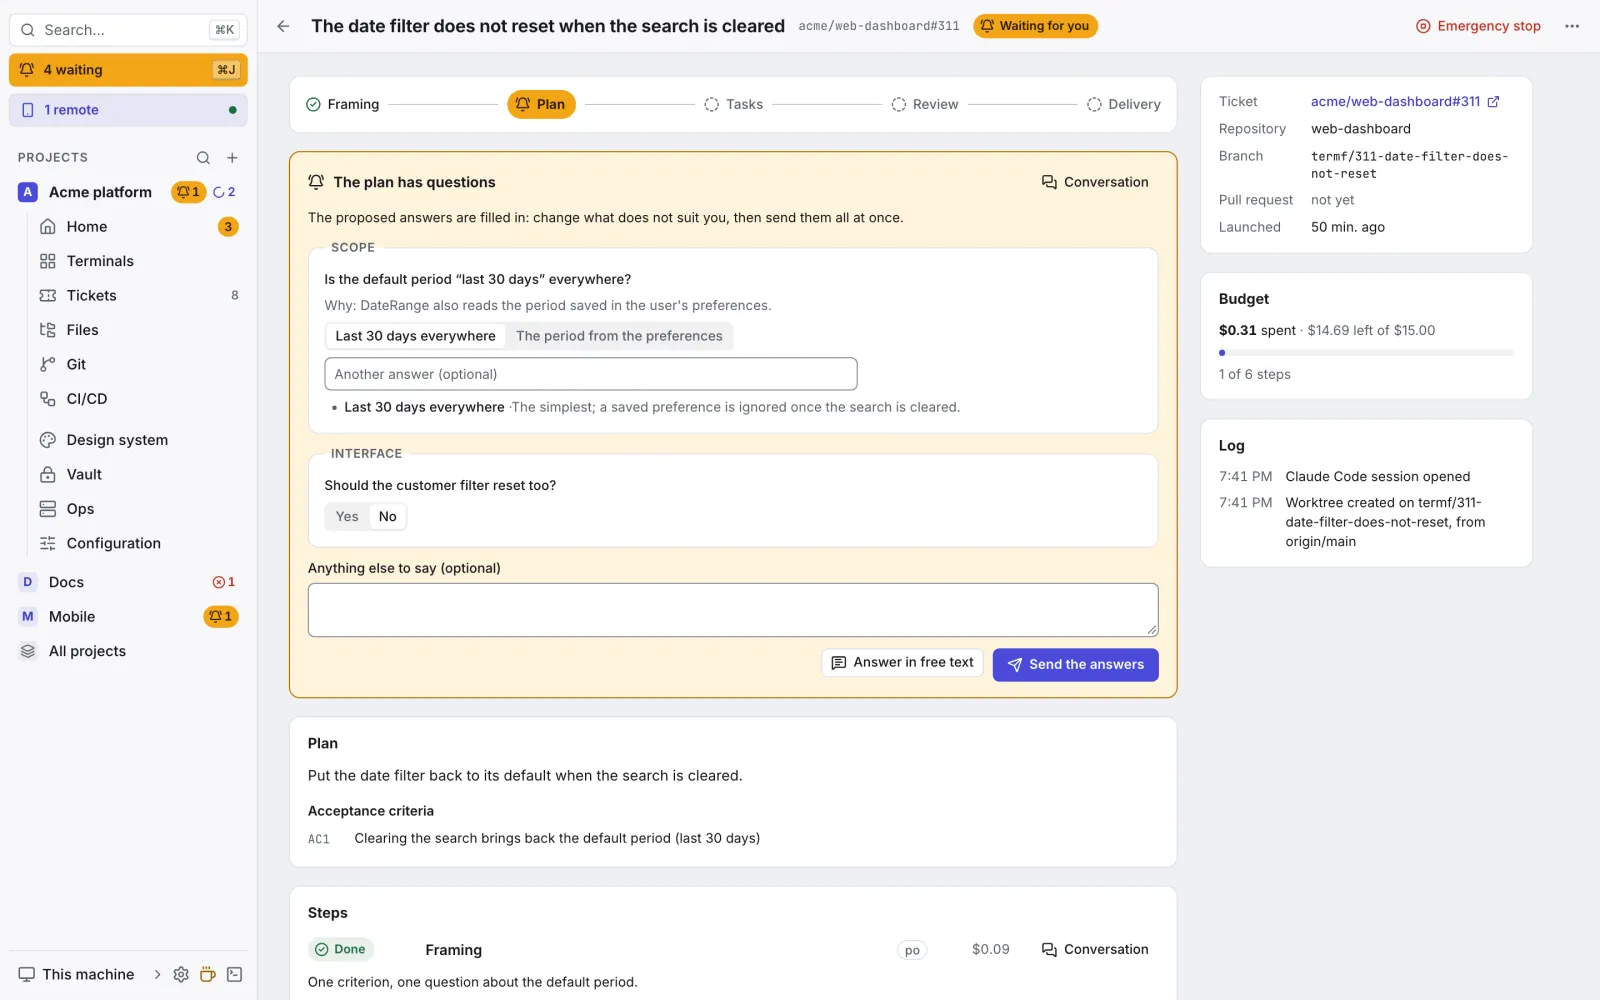 Search...
⌘K
4 waiting
⌘J
1 remote
PROJECTS
A
Acme platform
1
2
Home
3
Terminals
Tickets
8
Files
Git
CI/CD
Design system
Vault
Ops
Configuration
D
Docs
1
M
Mobile
1
All projects
This machine
The date filter does not reset when the search is cleared
acme/web-dashboard#311
Waiting for you
Emergency stop
Framing
Plan
Tasks
Review
Delivery
The plan has questions
Conversation
The proposed answers are filled in: change what does not suit you, then send them all at once.
SCOPE
Is the default period “last 30 days” everywhere?
Why: DateRange also reads the period saved in the user's preferences.
Last 30 days everywhere
The period from the preferences
Another answer (optional)
• Last 30 days everywhere ·The simplest; a saved preference is ignored once the search is cleared.
INTERFACE
Should the customer filter reset too?
Yes
No
Anything else to say (optional)
Answer in free text
Send the answers
Plan
Put the date filter back to its default when the search is cleared.
Acceptance criteria
AC1
Clearing the search brings back the default period (last 30 days)
Steps
Done
Framing
po
$0.09
Conversation
One criterion, one question about the default period.
Ticket
acme/web-dashboard#311
Repository
web-dashboard
Branch
termf/311-date-filter-does-
not-reset
Pull request
not yet
Launched
50 min. ago
Budget
$0.31 spent · $14.69 left of $15.00
1 of 6 steps
Log
7:41 PM
Claude Code session opened
7:41 PM
Worktree created on termf/311-
date-filter-does-not-reset, from
origin/main